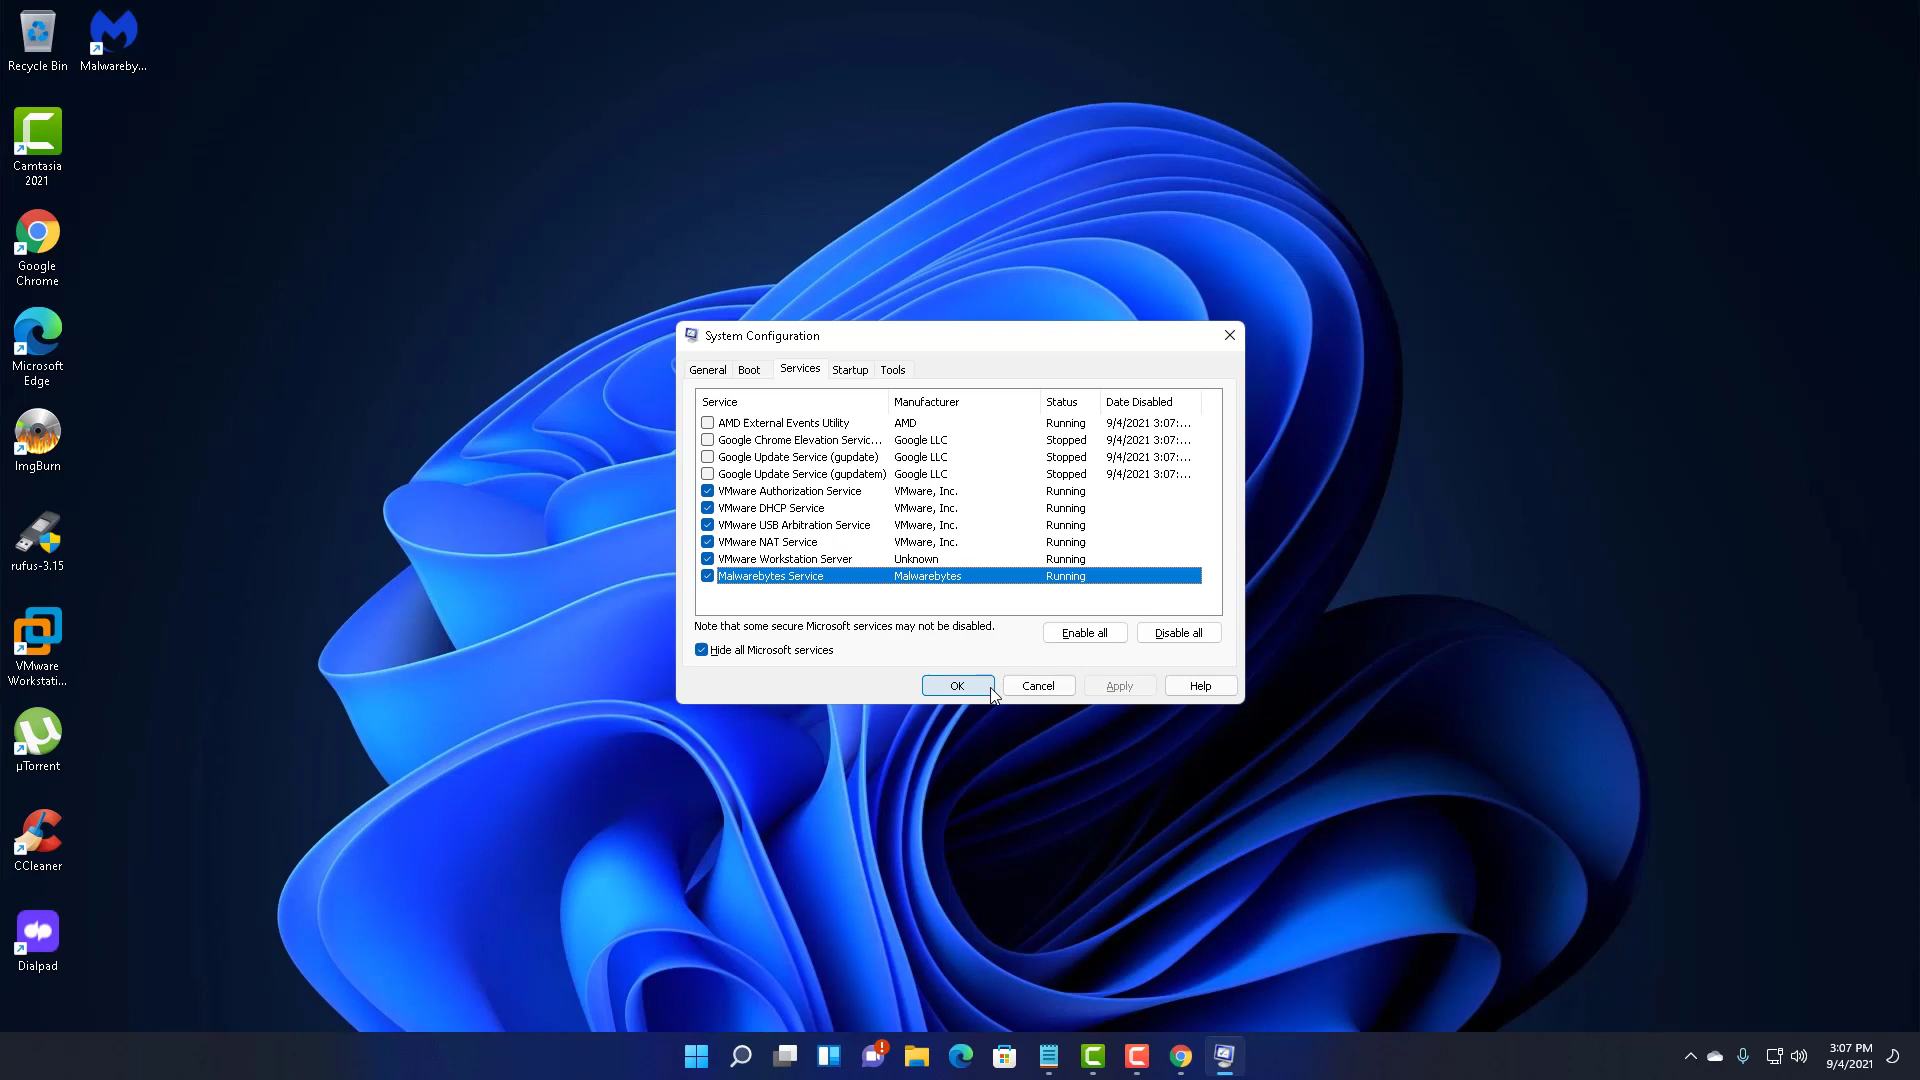 Recycle Bin
Malwareby...
Camtasia
2021
Google
Chrome
Microsoft
Edge
ImgBurn
rufus-3.15
VMware
Workstati...
µTorrent
CCleaner
Dialpad
System Configuration
General Boot Services Startup Tools
Service Manufacturer Status Date Disabled
AMD External Events Utility AMD Running 9/4/2021 3:07:...
Google Chrome Elevation Servic... Google LLC Stopped 9/4/2021 3:07:...
Google Update Service (gupdate) Google LLC Stopped 9/4/2021 3:07:...
Google Update Service (gupdatem) Google LLC Stopped 9/4/2021 3:07:...
VMware Authorization Service VMware, Inc. Running
VMware DHCP Service VMware, Inc. Running
VMware USB Arbitration Service VMware, Inc. Running
VMware NAT Service VMware, Inc. Running
VMware Workstation Server Unknown Running
Malwarebytes Service Malwarebytes Running
Note that some secure Microsoft services may not be disabled.
Enable all Disable all
Hide all Microsoft services
OK Cancel Apply Help
3:07 PM
9/4/2021